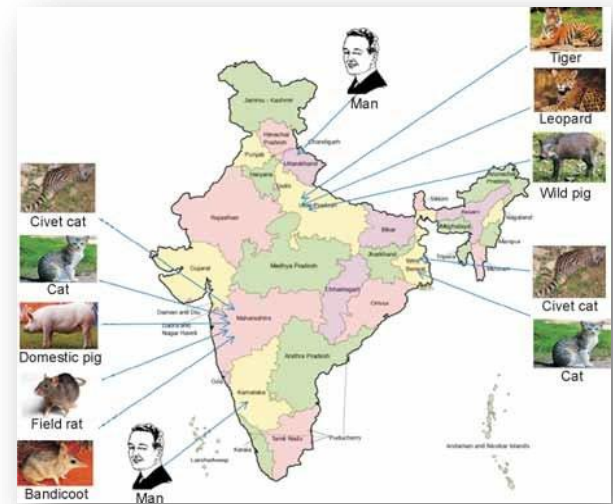 Tiger
Leopard
Wild pig
Man
Civet cat
Cat
Domestic pig
Field rat
Bandicoot
Man
Civet cat
Cat
Jammu - Kashmir
Himachal
Pradesh
Chandigarh
Punjab
Uttarakhand
Haryana
Delhi
Rajasthan
Uttar Pradesh
Bihar
Sikkim
Arunachal
Pradesh
Assam
Nagaland
Meghalaya
Manipur
Tripura
Mizoram
West
Bengal
Jharkhand
Gujarat
Madhya Pradesh
Chhattisgarh
Orissa
Daman and Diu
Dadra and
Nagar Haveli
Maharashtra
Andhra Pradesh
Goa
Karnataka
Tamil Nadu
Kerala
Puducherry
Lakshadweep
Andaman and Nicobar Islands